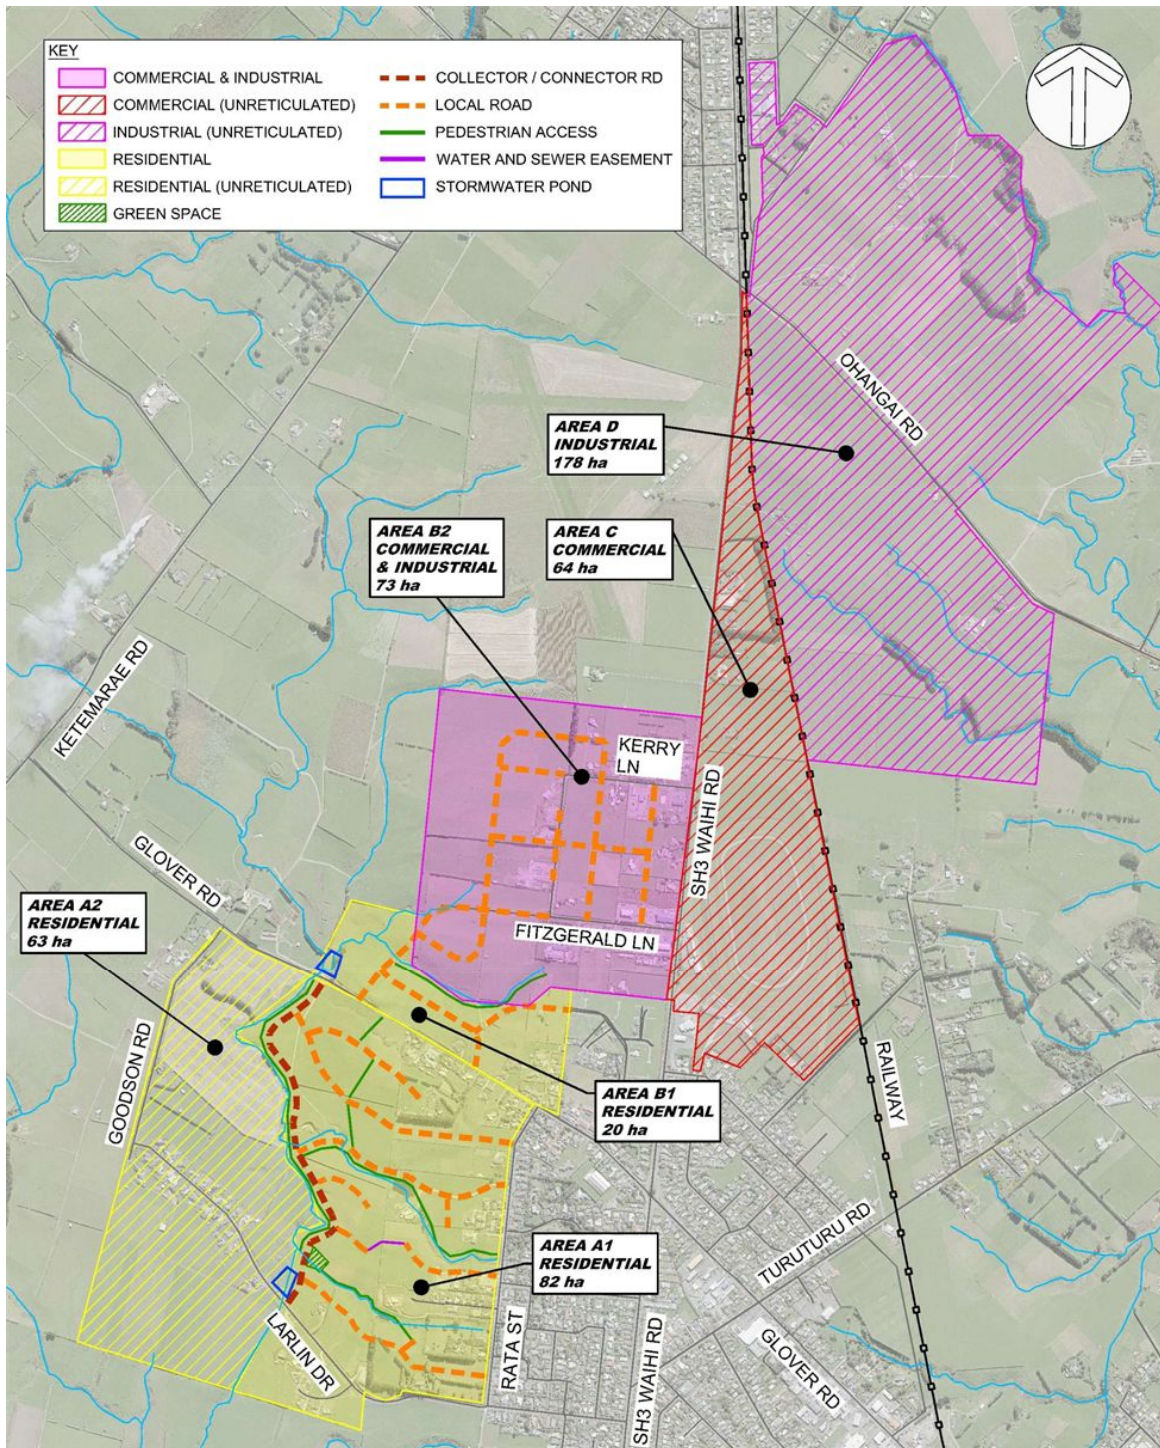 KEY
COMMERCIAL & INDUSTRIAL
COMMERCIAL (UNRETICULATED)
INDUSTRIAL (UNRETICULATED)
RESIDENTIAL
RESIDENTIAL (UNRETICULATED)
GREEN SPACE
COLLECTOR / CONNECTOR RD
LOCAL ROAD
PEDESTRIAN ACCESS
WATER AND SEWER EASEMENT
STORMWATER POND
OHANGAI RD
AREA D
INDUSTRIAL
178 ha
AREA B2
COMMERCIAL
& INDUSTRIAL
73 ha
AREA C
COMMERCIAL
64 ha
KETEMARAE RD
KERRY
LN
SH3 WAIHI RD
GLOVER RD
AREA A2
RESIDENTIAL
63 ha
FITZGERALD LN
GOODSON RD
RAILWAY
AREA B1
RESIDENTIAL
20 ha
TURUTURU RD
AREA A1
RESIDENTIAL
82 ha
LARLIN DR
RATA ST
SH3 WAIHI RD
GLOVER RD